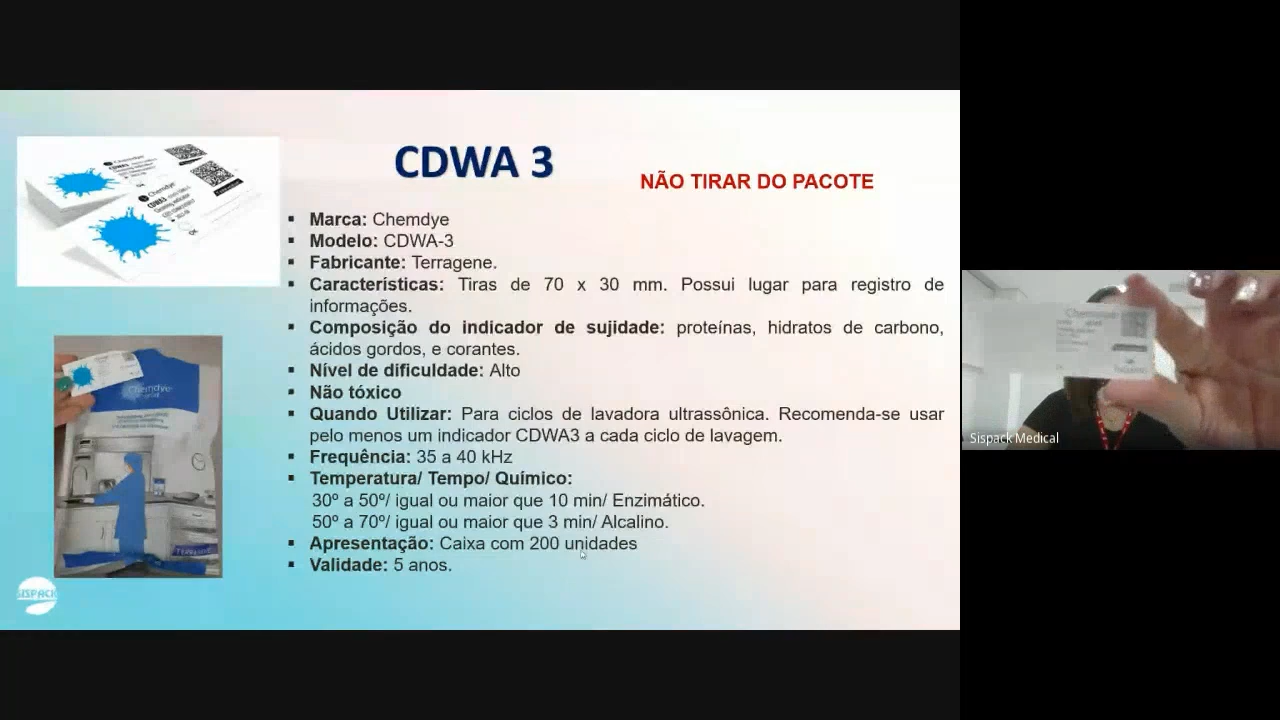 CDWA 3
NÃO TIRAR DO PACOTE
▪ Marca: Chemdye
▪ Modelo: CDWA-3
▪ Fabricante: Terragene.
▪ Características: Tiras de 70 x 30 mm. Possui lugar para registro de
informações.
▪ Composição do indicador de sujidade: proteínas, hidratos de carbono,
ácidos gordos, e corantes.
▪ Nível de dificuldade: Alto
▪ Não tóxico
▪ Quando Utilizar: Para ciclos de lavadora ultrassônica. Recomenda-se usar
pelo menos um indicador CDWA3 a cada ciclo de lavagem.
▪ Frequência: 35 a 40 kHz
▪ Temperatura/ Tempo/ Químico:
30º a 50º/ igual ou maior que 10 min/ Enzimático.
50º a 70º/ igual ou maior que 3 min/ Alcalino.
▪ Apresentação: Caixa com 200 unidades
▪ Validade: 5 anos.
Chemdye
CDWA3
Chemdye
SISPACK
Chemdye
Sispack Medical